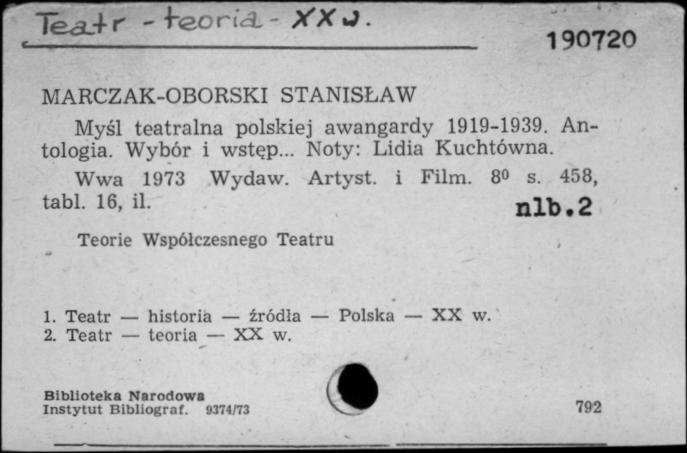 Teatr - teoria - XX w.
190720
MARCZAK-OBORSKI STANISŁAW
Myśl teatralna polskiej awangardy 1919-1939. An-
tologia. Wybór i wstęp... Noty: Lidia Kuchtówna.
Wwa 1973 Wydaw. Artyst. i Film. 8⁰ s. 458,
tabl. 16, il.
nlb.2
Teorie Współczesnego Teatru
1. Teatr — historia — źródła — Polska — XX w.
2. Teatr — teoria — XX w.
Biblioteka Narodowa
Instytut Bibliograf. 9374/73
792